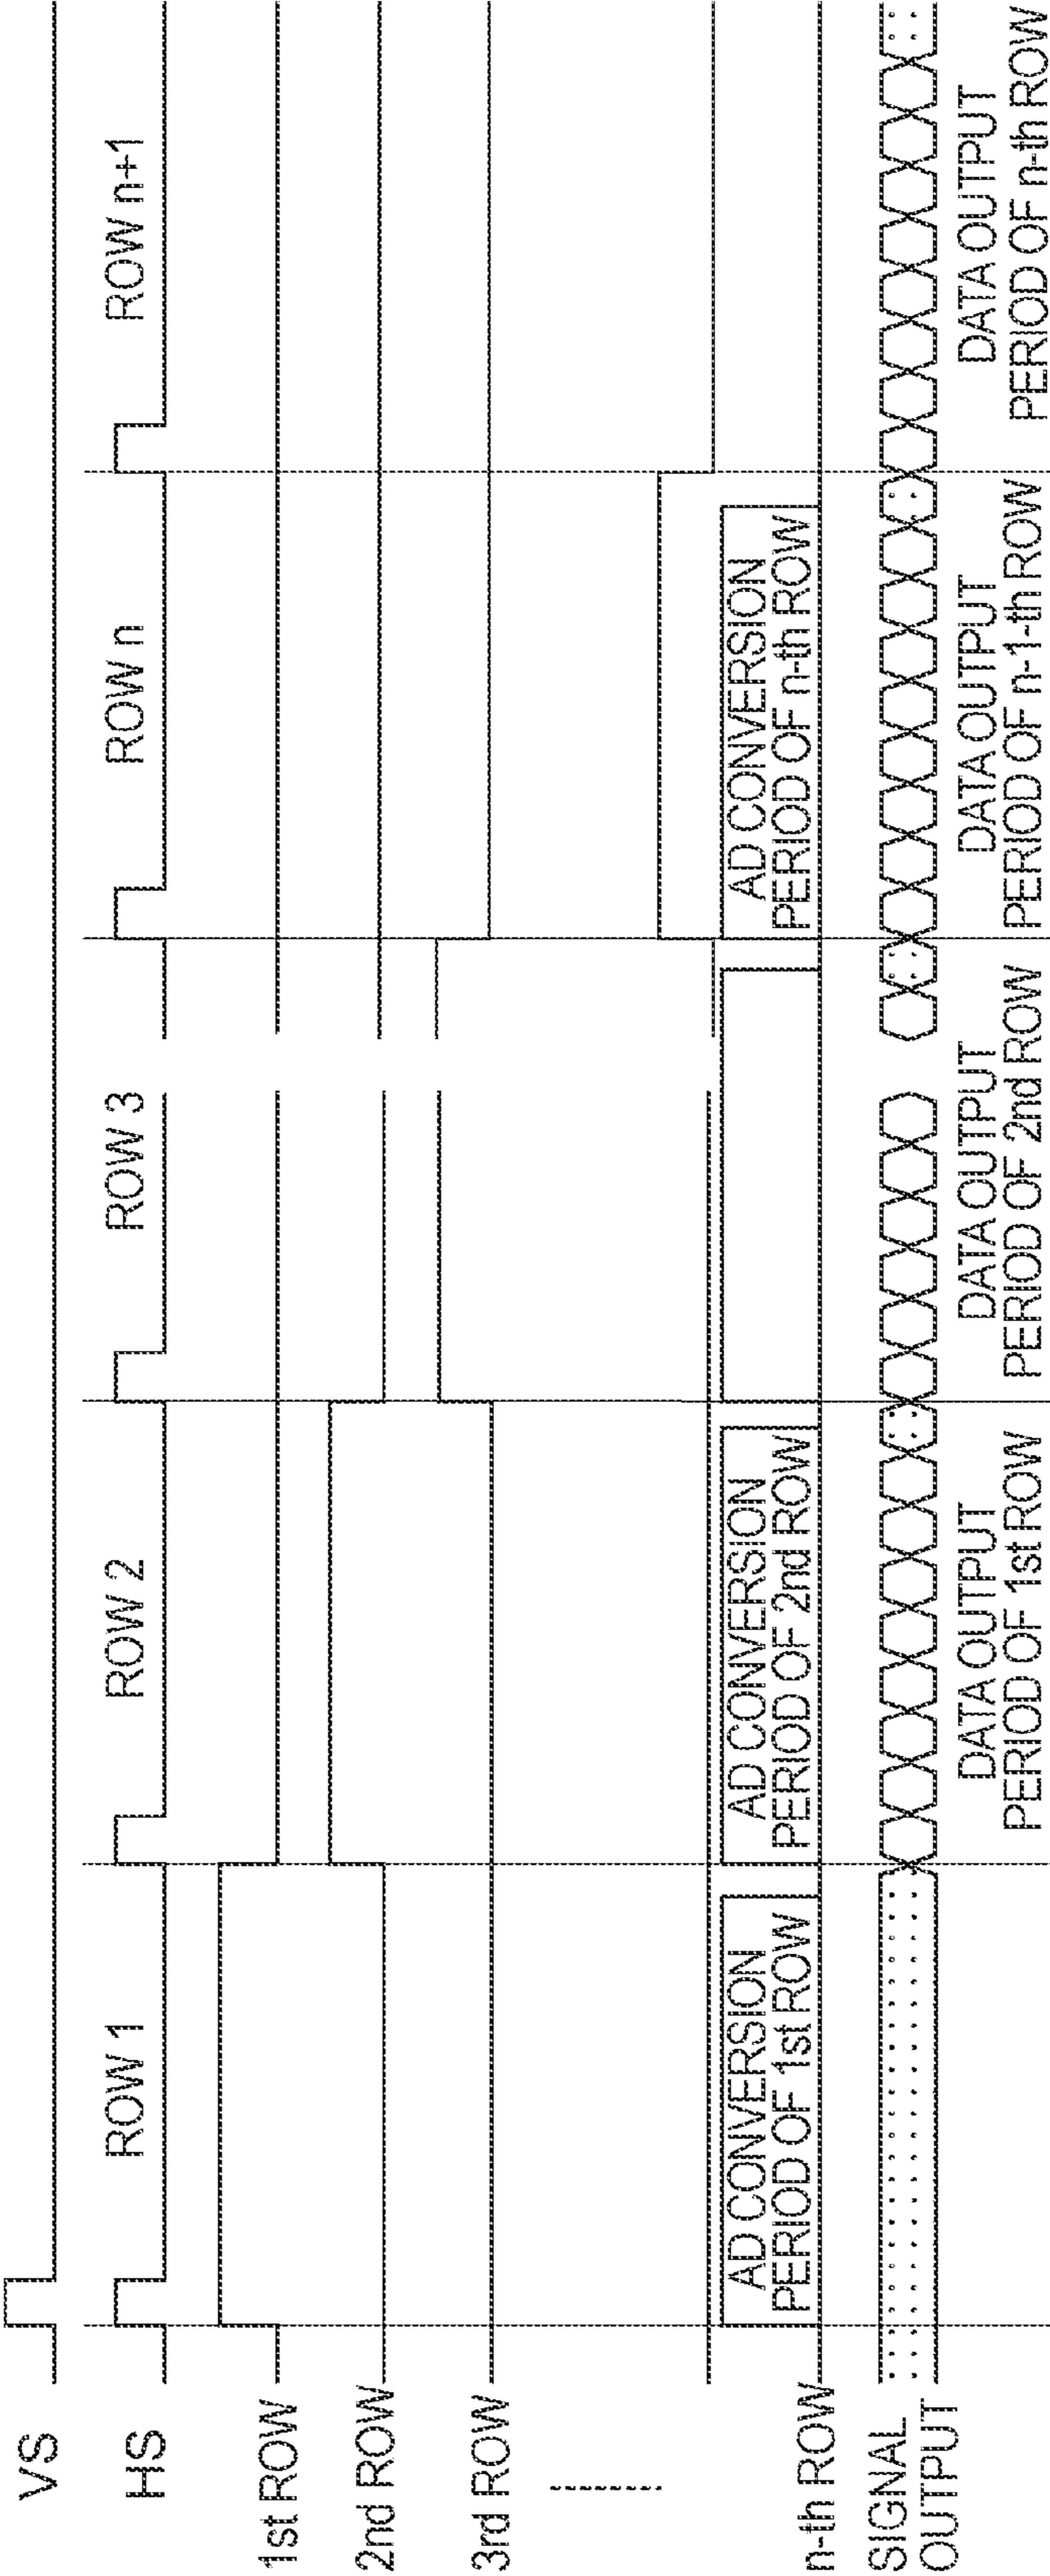 VS
HS
ROW 1
ROW 2
ROW 3
ROW n
ROW n+1
1st ROW
2nd ROW
3rd ROW
n-th ROW
AD CONVERSION
PERIOD OF 1st ROW
AD CONVERSION
PERIOD OF 2nd ROW
AD CONVERSION
PERIOD OF n-th ROW
SIGNAL
OUTPUT
DATA OUTPUT
PERIOD OF 1st ROW
DATA OUTPUT
PERIOD OF 2nd ROW
DATA OUTPUT
PERIOD OF n-1-th ROW
DATA OUTPUT
PERIOD OF n-th ROW